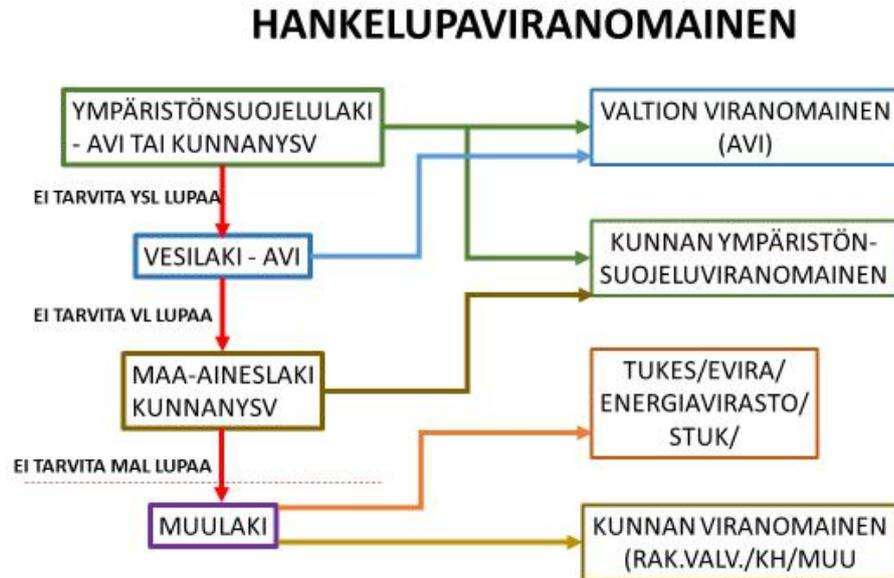 HANKELUPAVIRANOMAINEN
YMPÄRISTÖNSUOJELULAKI
- AVI TAI KUNNANYSV
VALTION VIRANOMAINEN
(AVI)
EI TARVITA YSL LUPAA
VESILAKI - AVI
KUNNAN YMPÄRISTÖN-
SUOJELUVIRANOMAINEN
EI TARVITA VL LUPAA
MAA-AINESLAKI
KUNNANYSV
TUKES/EVIRA/
ENERGIAVIRASTO/
STUK/
EI TARVITA MAL LUPAA
MUULAKI
KUNNAN VIRANOMAINEN
(RAK.VALV./KH/MUU